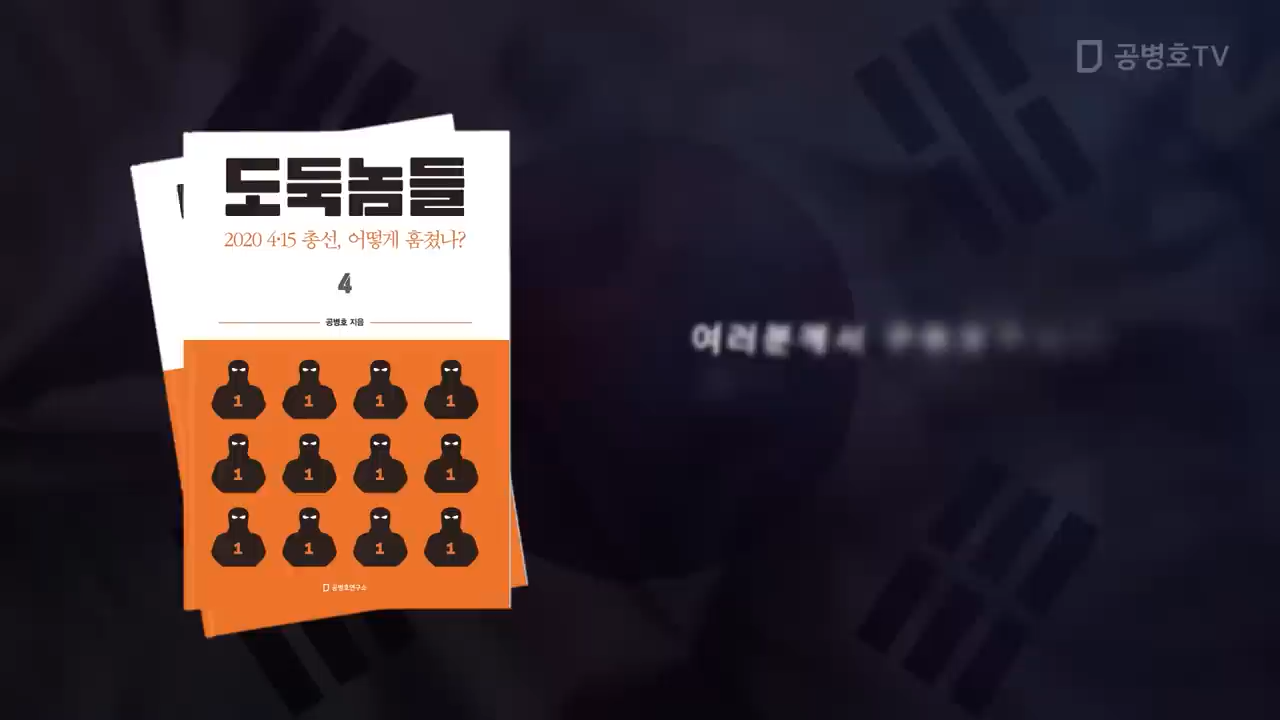 공병호TV
도둑놈들
2020 4·15 총선, 어떻게 훔쳤나?
4
공병호 지음
1 1 1 1
1 1 1 1
1 1 1 1
공병호연구소
여러분께서